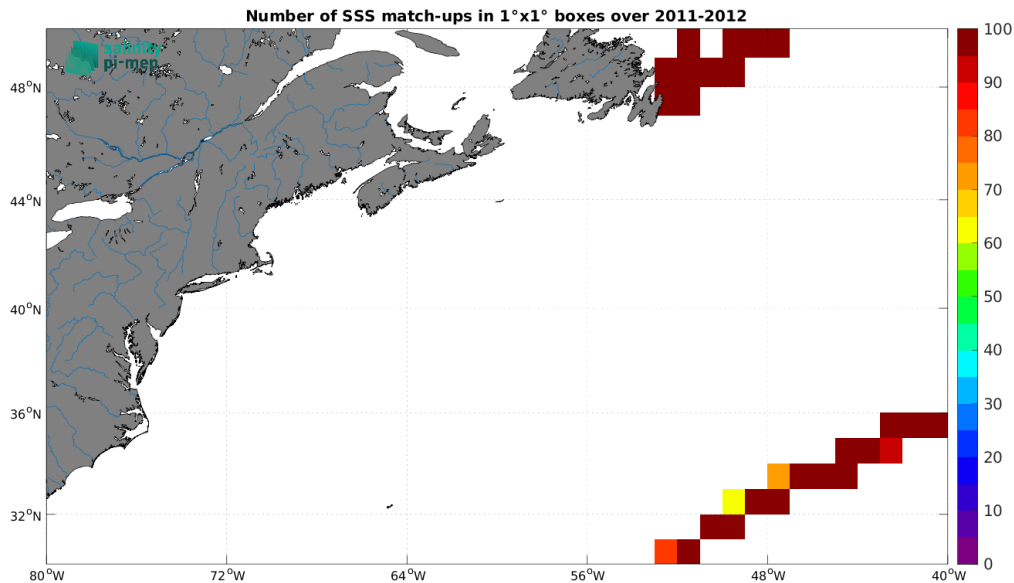 Number of SSS match-ups in 1°x1° boxes over 2011-2012
salinity
pi-mep
48°N
44°N
40°N
36°N
32°N
80°W 72°W 64°W 56°W 48°W 40°W
100
90
80
70
60
50
40
30
20
10
0